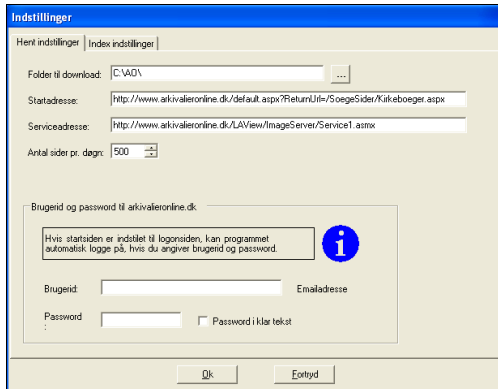 Indstillinger
Hent indstillinger Index indstillinger
Folder til download: C:\AO\ ...
Startadresse: http://www.arkivalieronline.dk/default.aspx?ReturnUrl=/SoegeSider/Kirkeboeger.aspx
Serviceadresse: http://www.arkivalieronline.dk/LAView/ImageServer/Service1.asmx
Antal sider pr. døgn: 500
Brugerid og password til arkivalieronline.dk
Hvis startsiden er indstilet til logonsiden, kan programmet
automatisk logge på, hvis du angiver brugerid og password.
Brugerid: Emailadresse
Password
: Password i klar tekst
Ok Fortryd